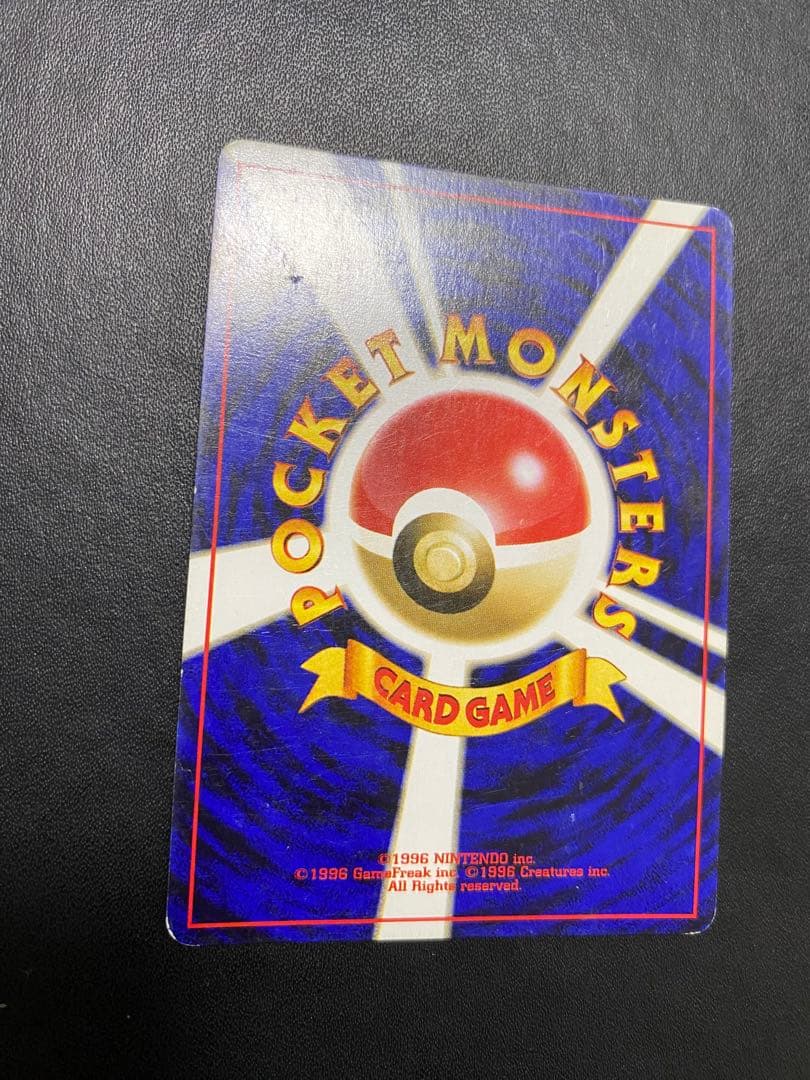 POCKET MONSTERS
CARD GAME
©1996 NINTENDO inc.
©1996 GameFreak inc. ©1996 Creatures inc.
All Rights reserved.